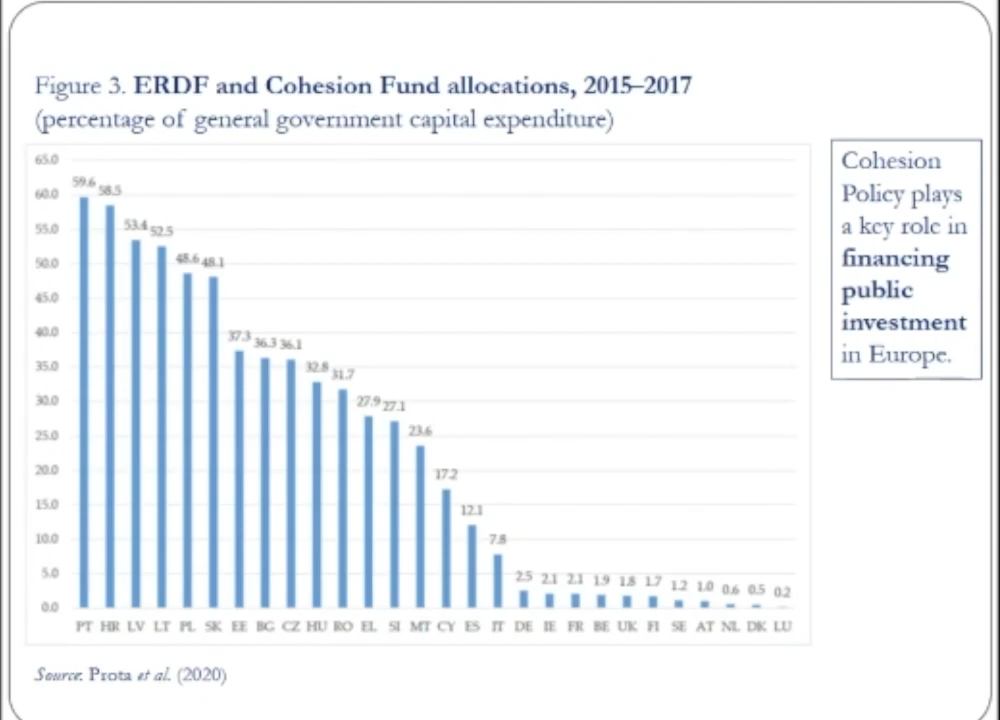 Figure 3. ERDF and Cohesion Fund allocations, 2015–2017
(percentage of general government capital expenditure)
65.0
60.0
55.0
50.0
45.0
40.0
35.0
30.0
25.0
20.0
15.0
10.0
5.0
0.0
59.6 58.5 53.4 52.5 48.6 48.1 37.3 36.3 36.1 32.8 31.7 27.9 27.1 23.6 17.2 12.1 7.8 2.5 2.1 2.1 1.9 1.8 1.7 1.2 1.0 0.6 0.5 0.2
PT HR LV LT PL SK EE BG CZ HU RO EL SI MT CY ES IT DE IE FR BE UK FI SE AT NL DK LU
Cohesion
Policy plays
a key role in
financing
public
investment
in Europe.
Source: Prota et al. (2020)